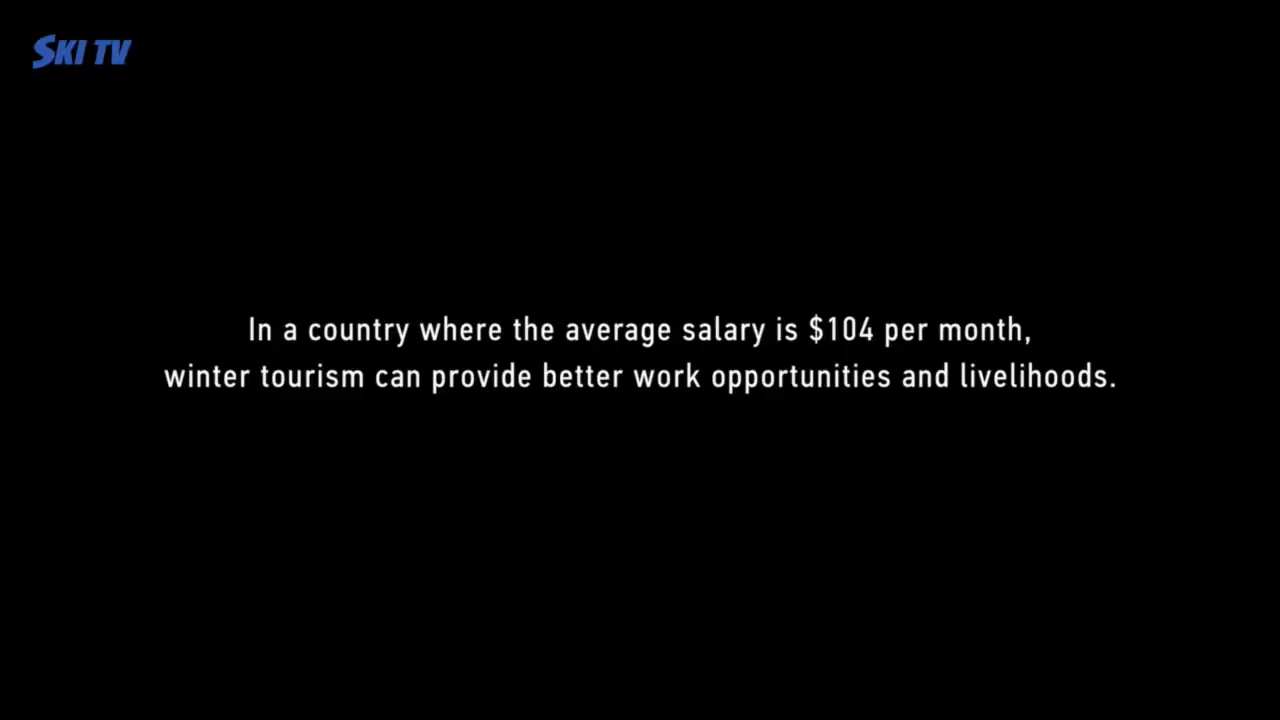 SKI TV
In a country where the average salary is $104 per month,
winter tourism can provide better work opportunities and livelihoods.